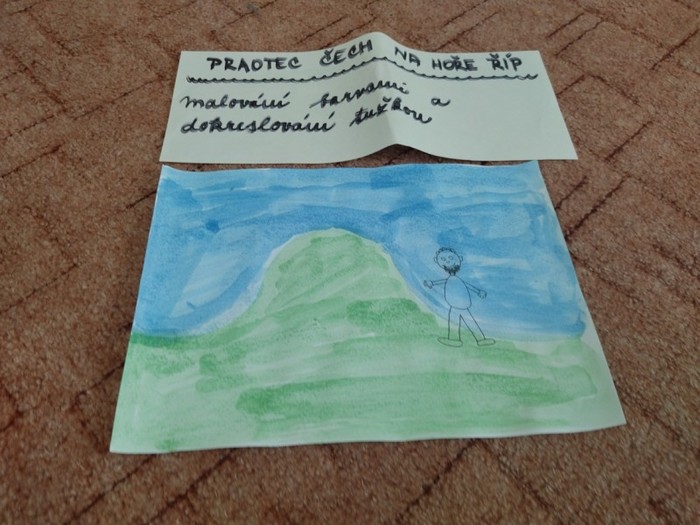 PRAOTEC ČECH NA HOŘE ŘÍP
malování barvami a
dokreslování tužkou